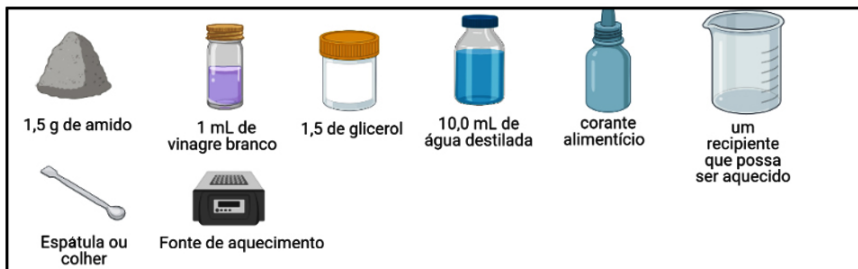 1,5 g de amido
1 mL de
vinagre branco
1,5 de glicerol
10,0 mL de
água destilada
corante
alimentício
um
recipiente
que possa
ser aquecido
Espátula ou
colher
Fonte de aquecimento